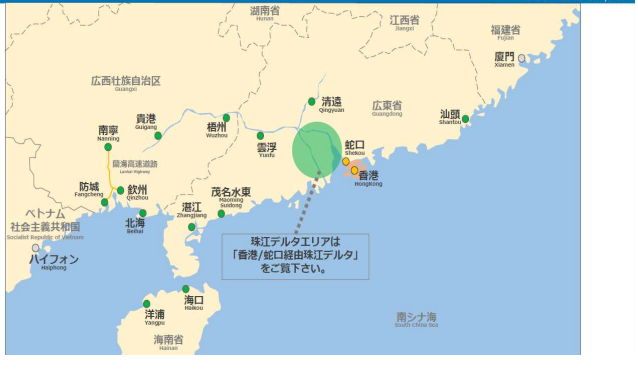 湖南省
Hunan
江西省
Jiangxi
福建省
Fujian
廈門
Xiamen
広西壮族自治区
Guangxi
清遠
Qingyuan
広東省
Guangdong
汕頭
Shantou
貴港
Guigang
梧州
Wuzhou
南寧
Nanning
雲浮
Yunfu
蛇口
Shekou
香港
HongKong
蘭海高速道路
Lanhai Highway
防城
Fangcheng
欽州
Qinzhou
茂名水東
Maoming
Suidong
湛江
Zhangjiang
北海
Beihai
ベトナム
社会主義共和国
Socialist Republic of Vietnam
ハイフォン
Haiphong
珠江デルタエリアは
「香港/蛇口経由珠江デルタ」
をご覧下さい。
海口
Haikou
洋浦
Yangpu
海南省
Hainan
南シナ海
South China Sea